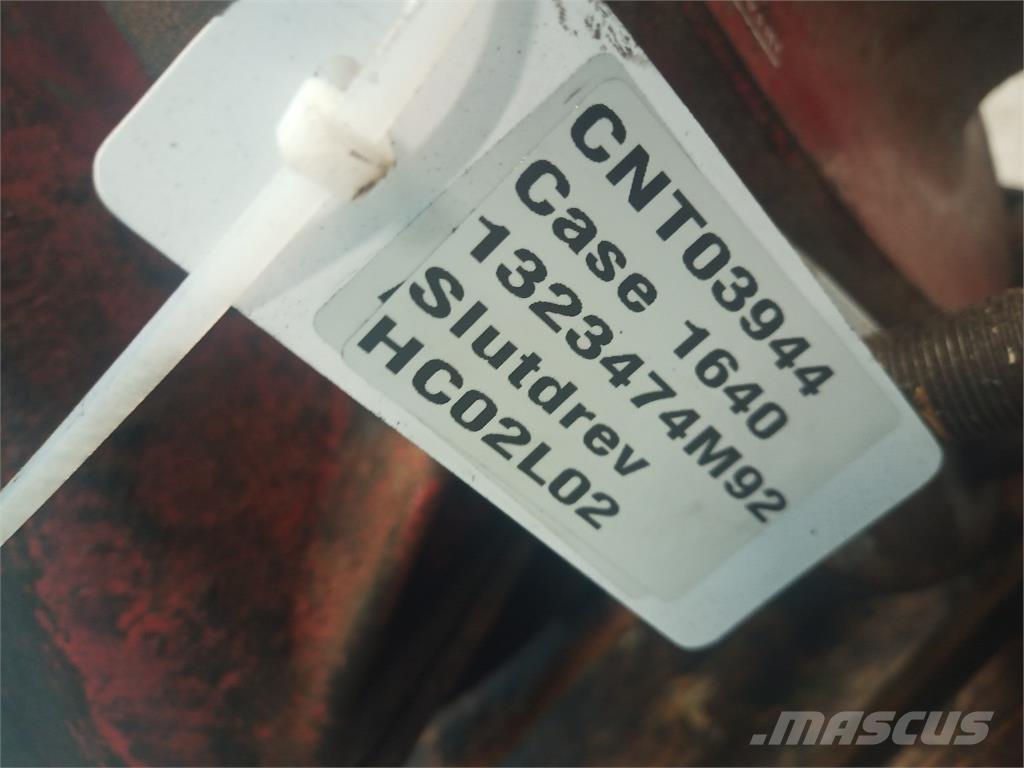 CNT03944
Case 1640
1323474M92
Slutdrev
HC02L02
.MASCUS